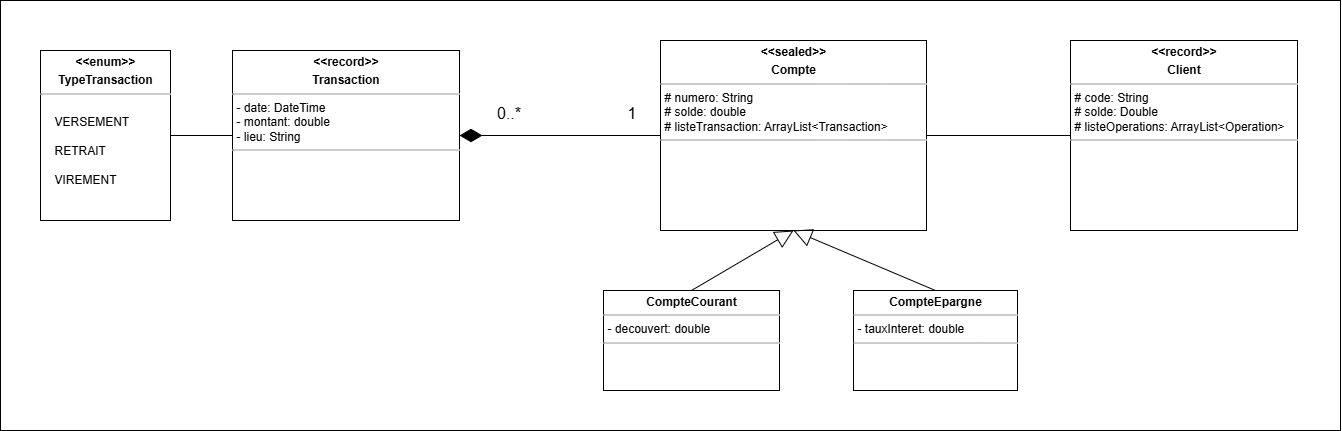 <<enum>>
TypeTransaction
VERSEMENT
RETRAIT
VIREMENT
<<record>>
Transaction
- date: DateTime
- montant: double
- lieu: String
0..*
1
<<sealed>>
Compte
# numero: String
# solde: double
# listeTransaction: ArrayList<Transaction>
<<record>>
Client
# code: String
# solde: Double
# listeOperations: ArrayList<Operation>
CompteCourant
- decouvert: double
CompteEpargne
- tauxInteret: double